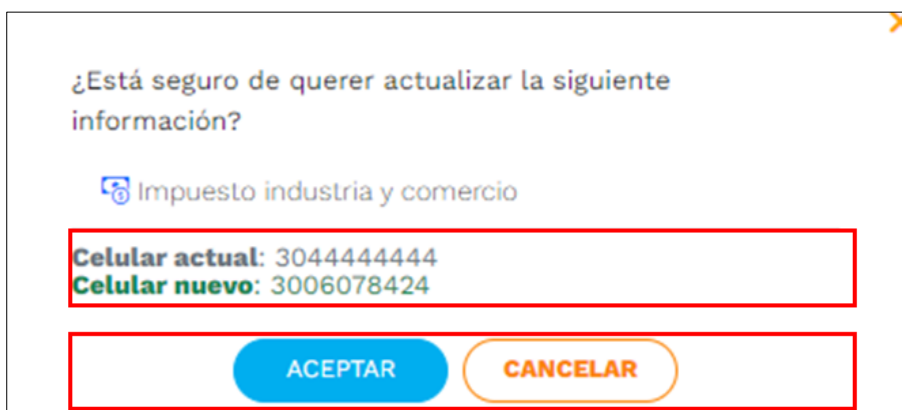 ¿Está seguro de querer actualizar la siguiente
información?
Impuesto industria y comercio
Celular actual: 3044444444
Celular nuevo: 3006078424
ACEPTAR CANCELAR